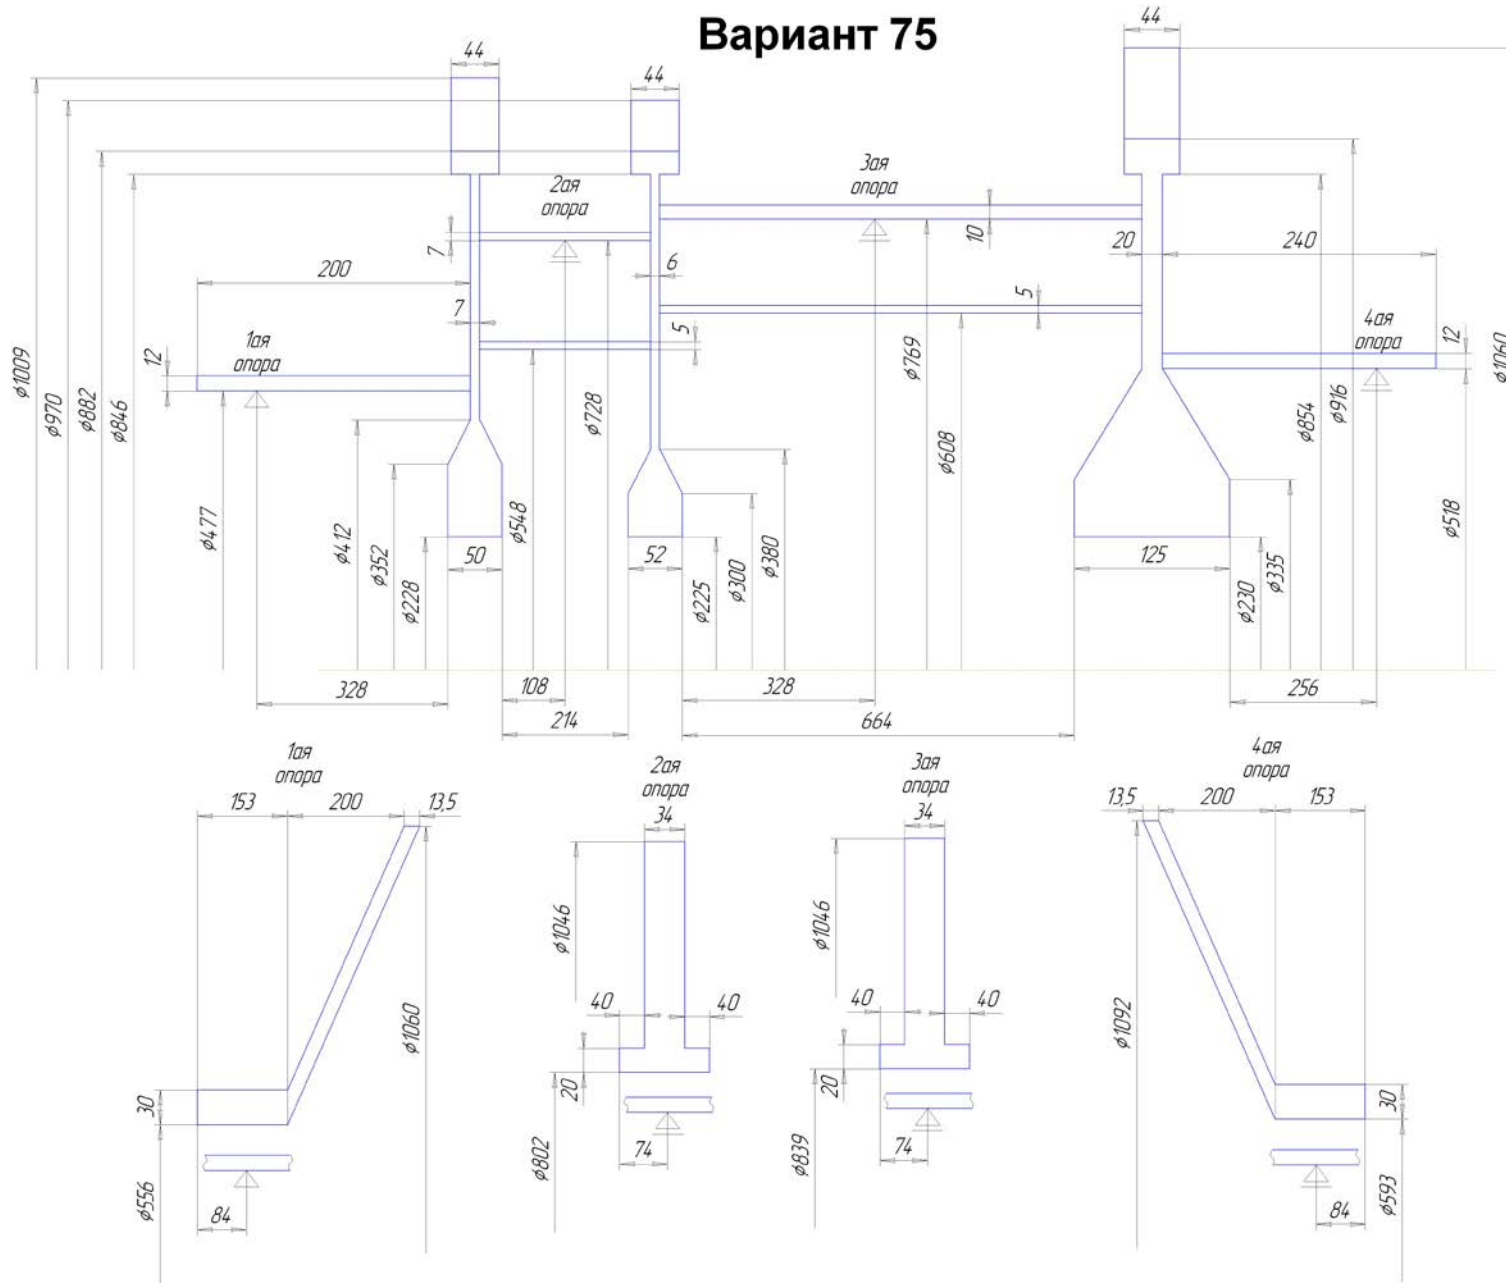 Вариант 75
44
44
44
3ая
опора
2ая
опора
7
10
20
240
200
6
7
5
5
1ая
опора
12
4ая
опора
12
ϕ1009
ϕ970
ϕ882
ϕ846
ϕ477
ϕ412
ϕ352
ϕ228
ϕ548
ϕ728
ϕ225
ϕ300
ϕ380
ϕ769
ϕ608
ϕ230
ϕ335
ϕ854
ϕ916
ϕ518
ϕ1060
50
52
125
328
108
328
256
214
664
1ая
опора
153
200
13,5
ϕ1060
30
ϕ556
84
2ая
опора
34
ϕ1046
40
40
20
ϕ802
74
3ая
опора
34
ϕ1046
40
40
20
ϕ839
74
4ая
опора
13,5
200
153
ϕ1092
30
ϕ593
84